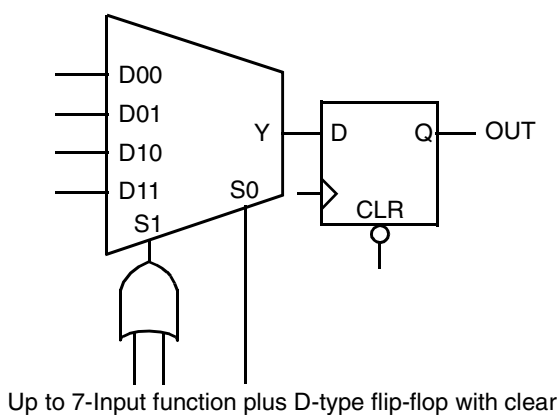 D00
D01
D10
D11
Y
S0
S1
D
Q
CLR
OUT
Up to 7-Input function plus D-type flip-flop with clear